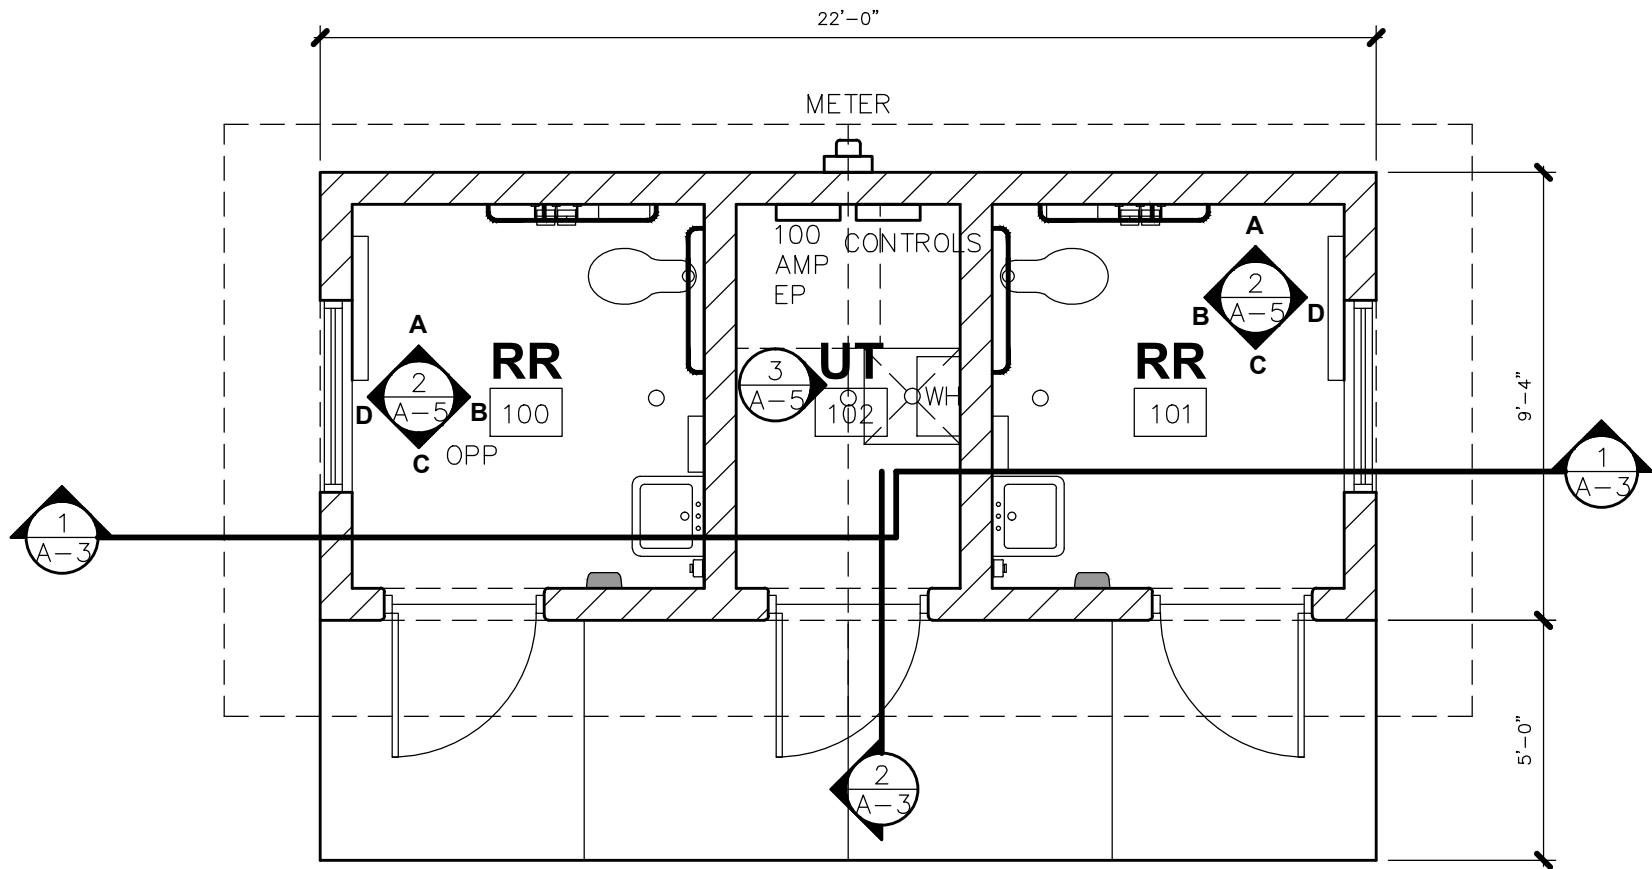 22'-0"
METER
100
AMP
EP
CONTROLS
A
2
A-5
B
D
C
A
2
A-5
D
B
C
OPP
RR
100
3
A-5
UT
102
WH
RR
101
9'-4"
1
A-3
1
A-3
5'-0"
2
A-3